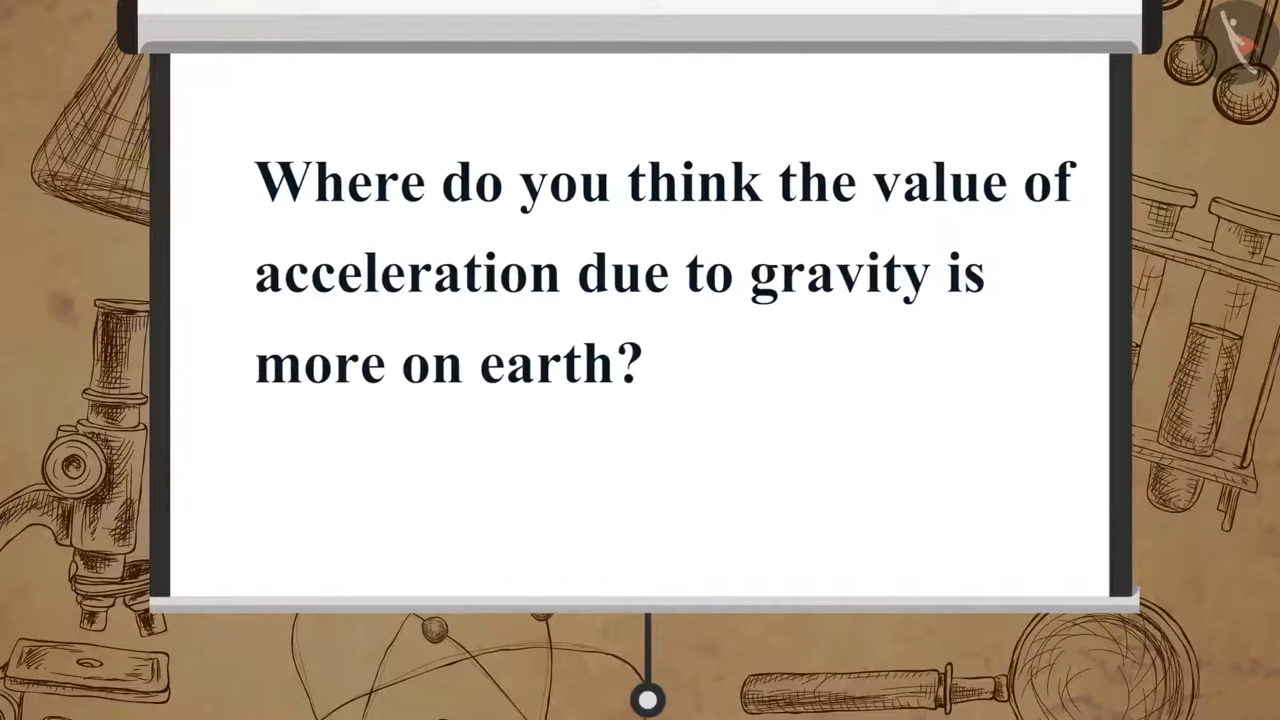 Where do you think the value of
acceleration due to gravity is
more on earth?